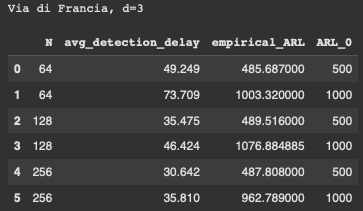 Via di Francia, d=3
N avg_detection_delay empirical_ARL ARL_0
0 64 49.249 485.687000 500
1 64 73.709 1003.320000 1000
2 128 35.475 489.516000 500
3 128 46.424 1076.884885 1000
4 256 30.642 487.808000 500
5 256 35.810 962.789000 1000